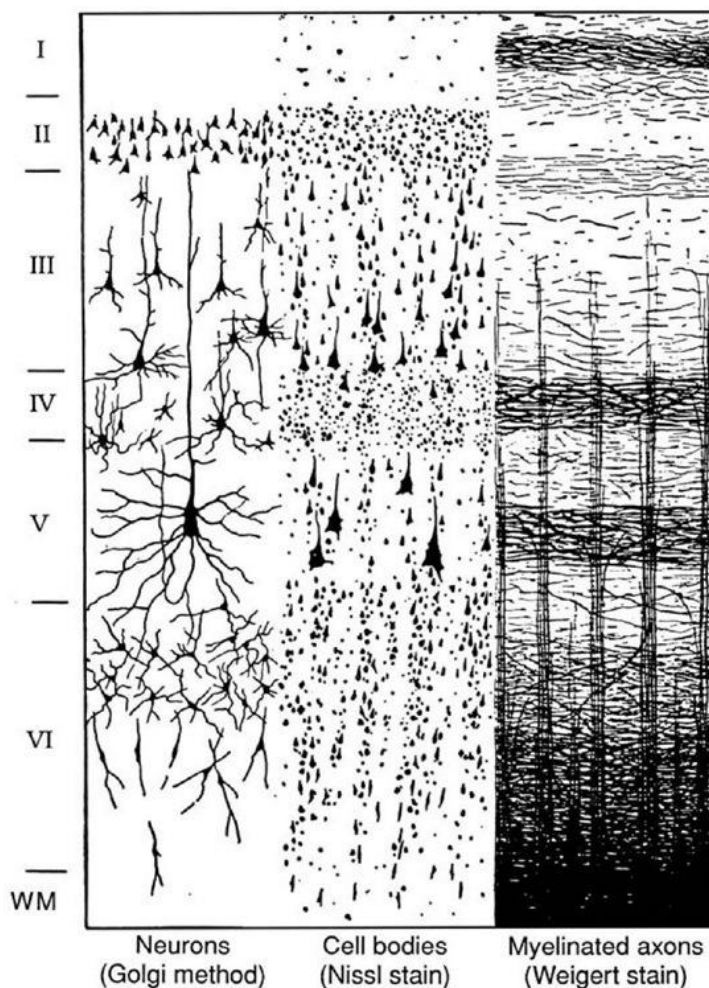 I
II
III
IV
V
VI
WM
Neurons
(Golgi method)
Cell bodies
(Nissl stain)
Myelinated axons
(Weigert stain)